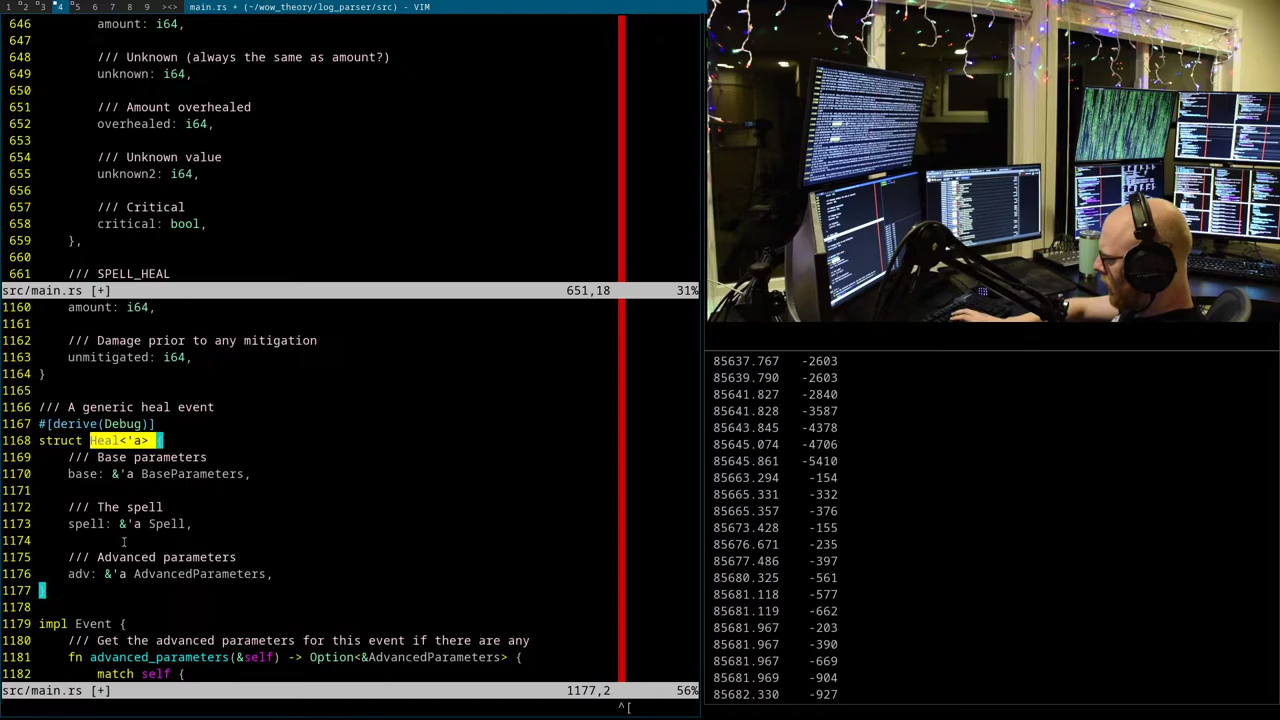 1 2 3 4 5 6 7 8 9 ><> main.rs + (~/wow_theory/log_parser/src) - VIM
646 amount: i64,
647
648 /// Unknown (always the same as amount?)
649 unknown: i64,
650
651 /// Amount overhealed
652 overhealed: i64,
653
654 /// Unknown value
655 unknown2: i64,
656
657 /// Critical
658 critical: bool,
659 },
660
661 /// SPELL_HEAL
src/main.rs [+] 651,18 31%
1160 amount: i64,
1161
1162 /// Damage prior to any mitigation
1163 unmitigated: i64,
1164 }
1165
1166 /// A generic heal event
1167 #[derive(Debug)]
1168 struct Heal<'a> {
1169 /// Base parameters
1170 base: &'a BaseParameters,
1171
1172 /// The spell
1173 spell: &'a Spell,
1174
1175 /// Advanced parameters
1176 adv: &'a AdvancedParameters,
1177 }
1178
1179 impl Event {
1180 /// Get the advanced parameters for this event if there are any
1181 fn advanced_parameters(&self) -> Option<&AdvancedParameters> {
1182 match self {
src/main.rs [+] 1177,2 56%
^[
85637.767 -2603
85639.790 -2603
85641.827 -2840
85641.828 -3587
85643.845 -4378
85645.074 -4706
85645.861 -5410
85663.294 -154
85665.331 -332
85665.357 -376
85673.428 -155
85676.671 -235
85677.486 -397
85680.325 -561
85681.118 -577
85681.119 -662
85681.967 -203
85681.967 -390
85681.967 -669
85681.969 -904
85682.330 -927